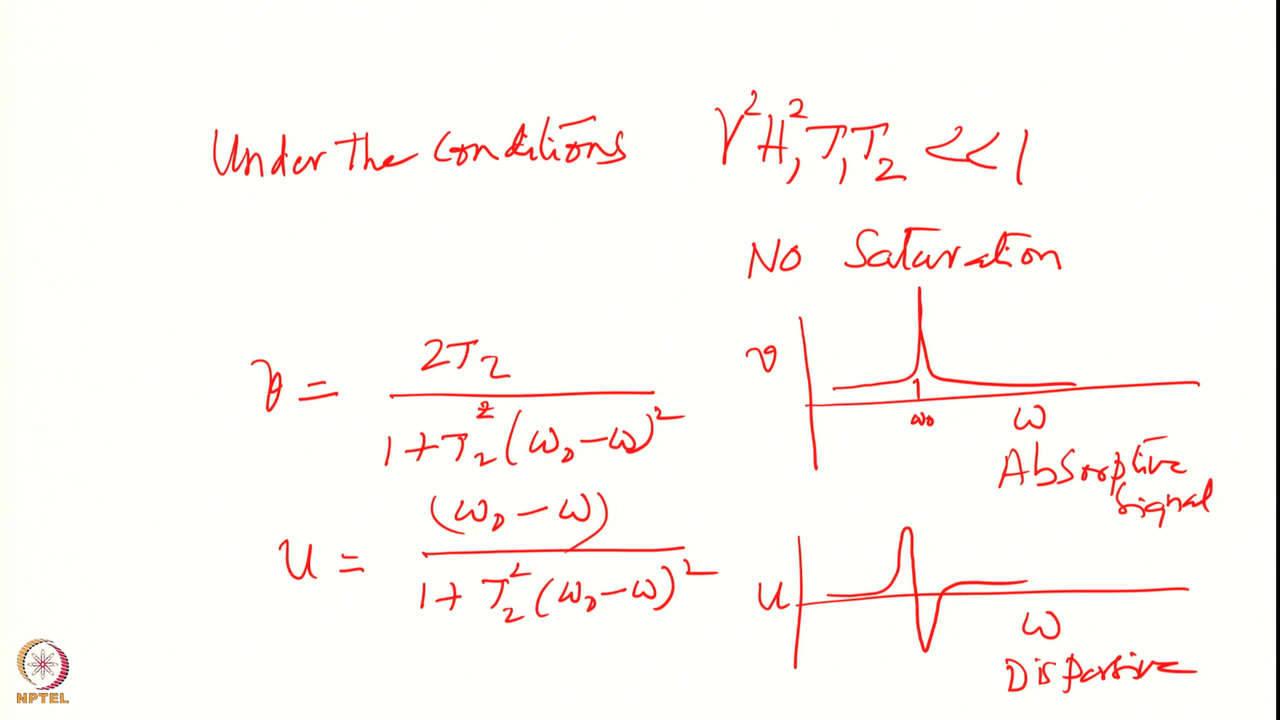 Under the conditions γ²H₁²T₁T₂ << 1
No Saturation
v = 2T₂ / 1 + T₂²(ω₀ - ω)²
v
ω₀
ω
Absorptive
Signal
u = (ω₀ - ω) / 1 + T₂²(ω₀ - ω)²
u
ω
Dispersive
NPTEL